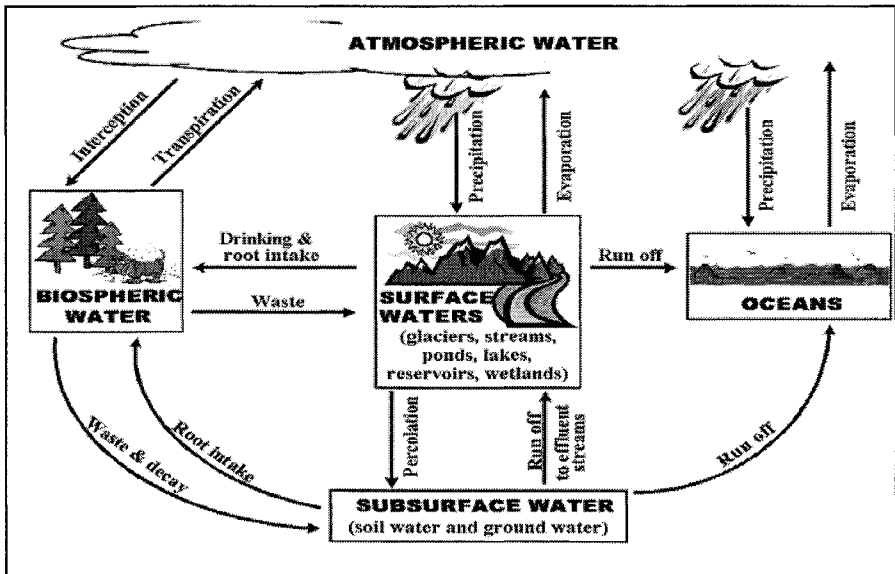 ATMOSPHERIC WATER
Interception
Transpiration
Precipitation
Evaporation
Precipitation
Evaporation
Drinking &
root intake
Waste
Run off
BIOSPHERIC
WATER
SURFACE
WATERS
(glaciers, streams,
ponds, lakes,
reservoirs, wetlands)
OCEANS
Waste & decay
Root intake
Percolation
Run off
to effluent
streams
Run off
SUBSURFACE WATER
(soil water and ground water)